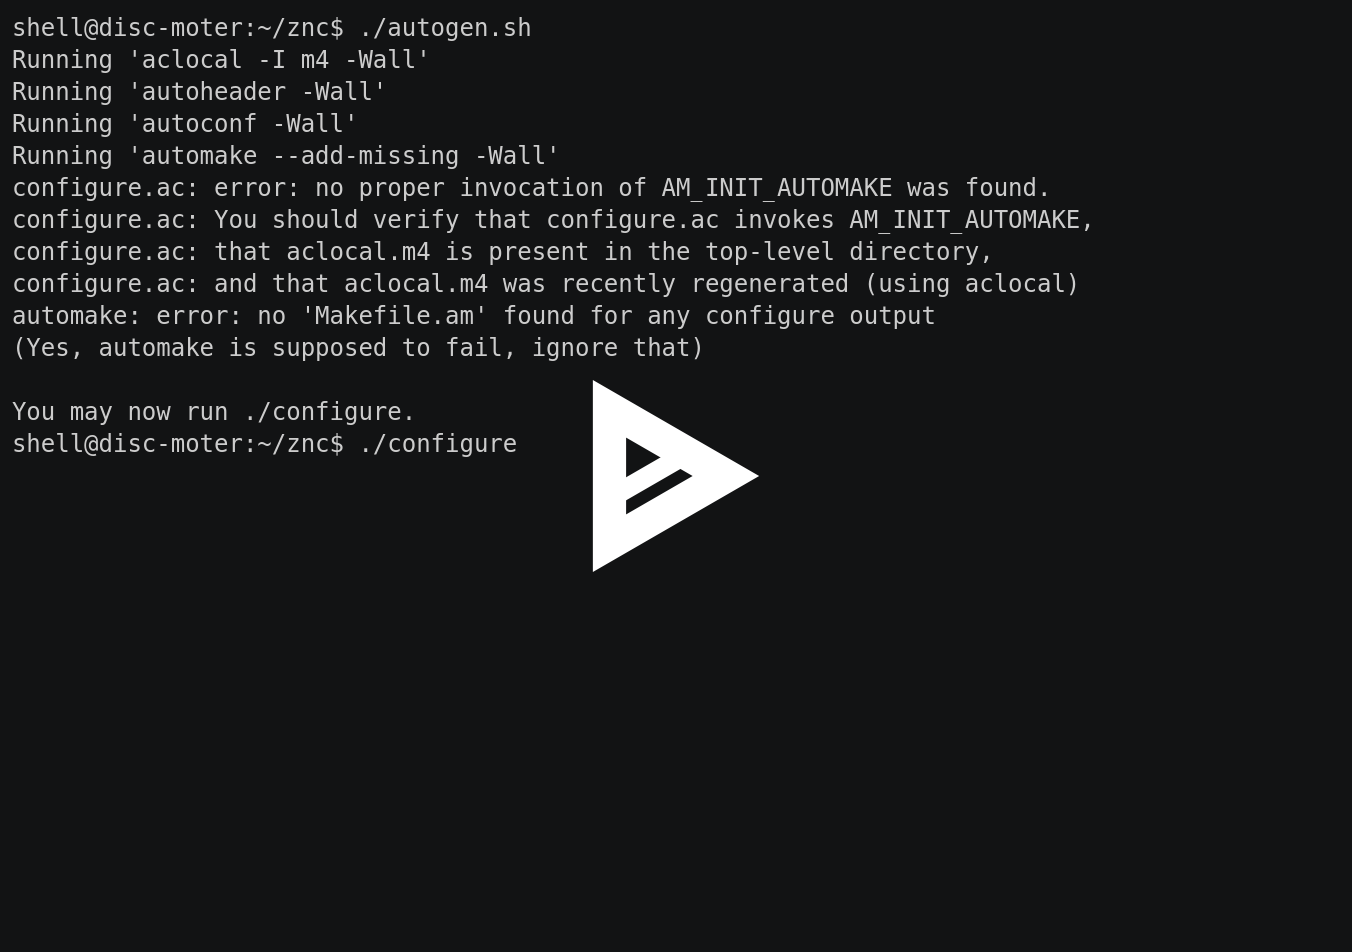 shell@disc-moter:~/znc$ ./autogen.sh
Running 'aclocal -I m4 -Wall'
Running 'autoheader -Wall'
Running 'autoconf -Wall'
Running 'automake --add-missing -Wall'
configure.ac: error: no proper invocation of AM_INIT_AUTOMAKE was found.
configure.ac: You should verify that configure.ac invokes AM_INIT_AUTOMAKE,
configure.ac: that aclocal.m4 is present in the top-level directory,
configure.ac: and that aclocal.m4 was recently regenerated (using aclocal)
automake: error: no 'Makefile.am' found for any configure output
(Yes, automake is supposed to fail, ignore that)

You may now run ./configure.
shell@disc-moter:~/znc$ ./configure